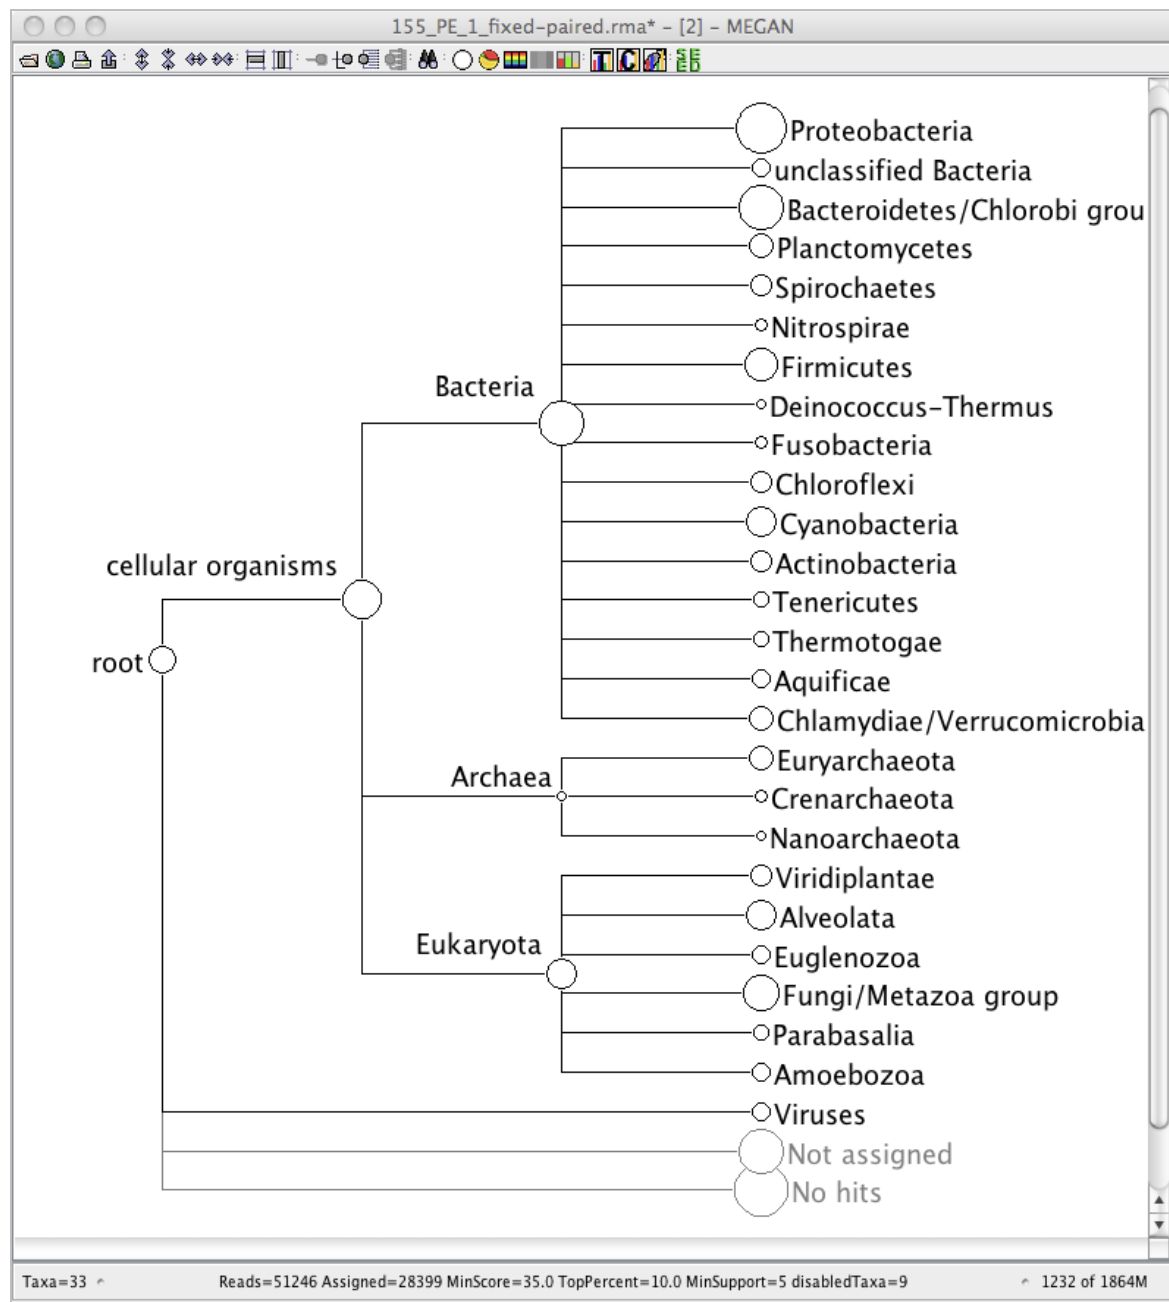 155_PE_1_fixed-paired.rma* – [2] – MEGAN
T C SEED
Proteobacteria
unclassified Bacteria
Bacteroidetes/Chlorobi grou
Planctomycetes
Spirochaetes
Nitrospirae
Firmicutes
Bacteria
Deinococcus–Thermus
Fusobacteria
Chloroflexi
Cyanobacteria
cellular organisms
Actinobacteria
Tenericutes
Thermotogae
root
Aquificae
Chlamydiae/Verrucomicrobia
Euryarchaeota
Archaea
Crenarchaeota
Nanoarchaeota
Viridiplantae
Alveolata
Eukaryota
Euglenozoa
Fungi/Metazoa group
Parabasalia
Amoebozoa
Viruses
Not assigned
No hits
Taxa=33
Reads=51246 Assigned=28399 MinScore=35.0 TopPercent=10.0 MinSupport=5 disabledTaxa=9
1232 of 1864M